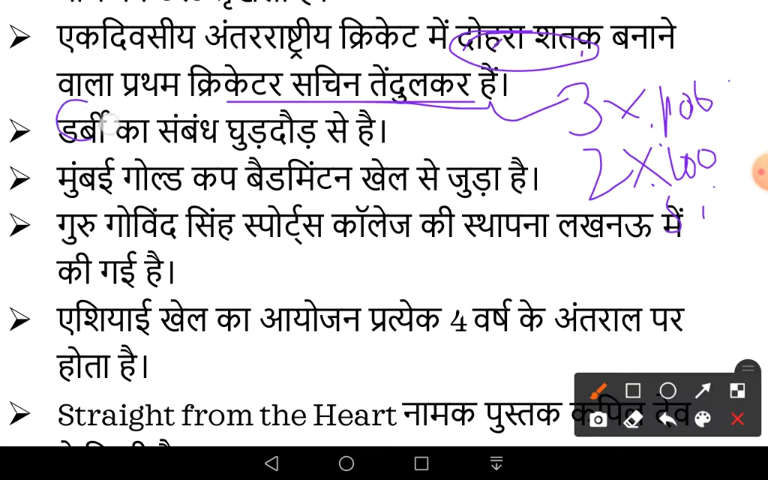 एकदिवसीय अंतरराष्ट्रीय क्रिकेट में दोहरा शतक बनाने
वाला प्रथम क्रिकेटर सचिन तेंदुलकर हैं।
3 ×
डर्बी का संबंध घुड़दौड़ से है।
2 × 100
मुंबई गोल्ड कप बैडमिंटन खेल से जुड़ा है।
गुरु गोविंद सिंह स्पोर्ट्स कॉलेज की स्थापना लखनऊ में
की गई है।
एशियाई खेल का आयोजन प्रत्येक 4 वर्ष के अंतराल पर
होता है।
Straight from the Heart नामक पुस्तक कपिल देव